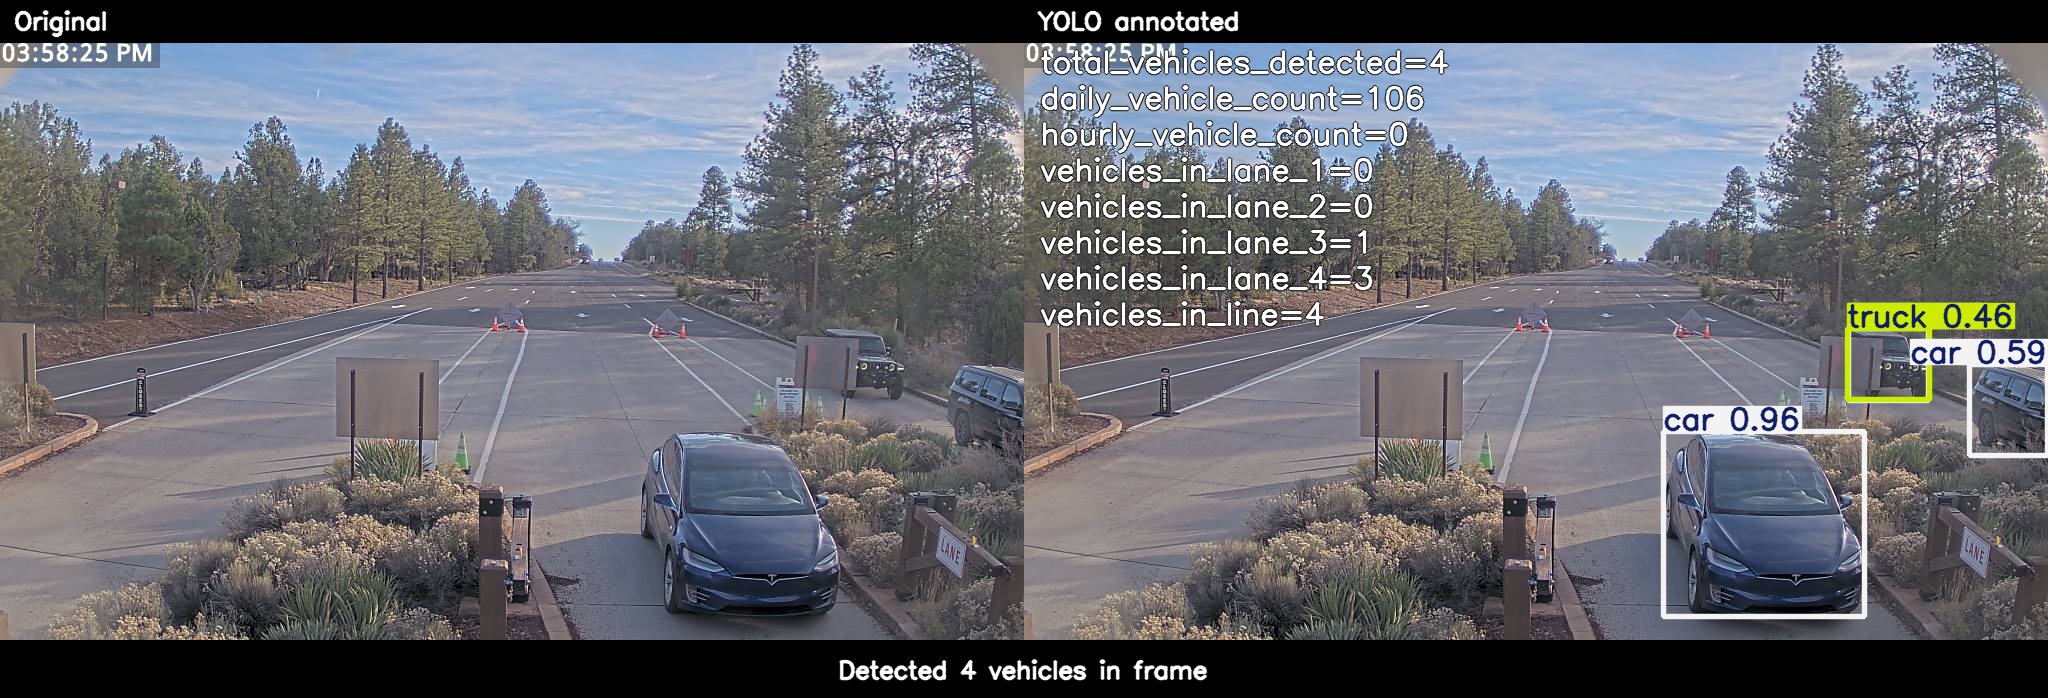 Original
YOLO annotated
03:58:25 PM
03:58:25 PM
total_vehicles_detected=4
daily_vehicle_count=106
hourly_vehicle_count=0
vehicles_in_lane_1=0
vehicles_in_lane_2=0
vehicles_in_lane_3=1
vehicles_in_lane_4=3
vehicles_in_line=4
truck 0.46
car 0.59
car 0.96
CLOSED
LANE
CLOSED
LANE
Detected 4 vehicles in frame